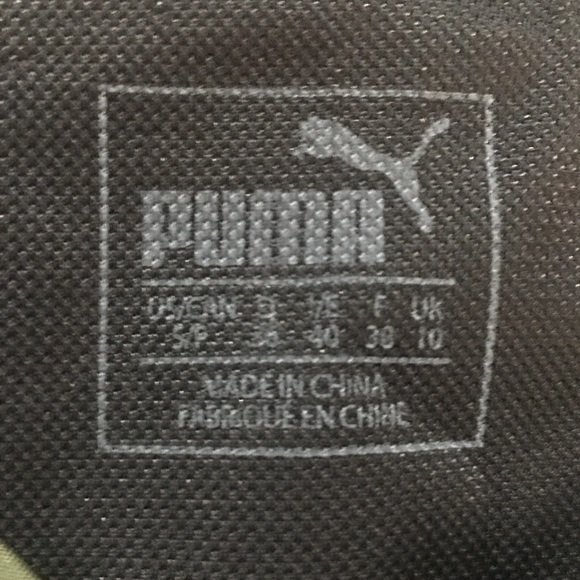 PUMA
US/CAN D I/E F UK
S/P 36 40 38 10
MADE IN CHINA
FABRIQUÉ EN CHINE